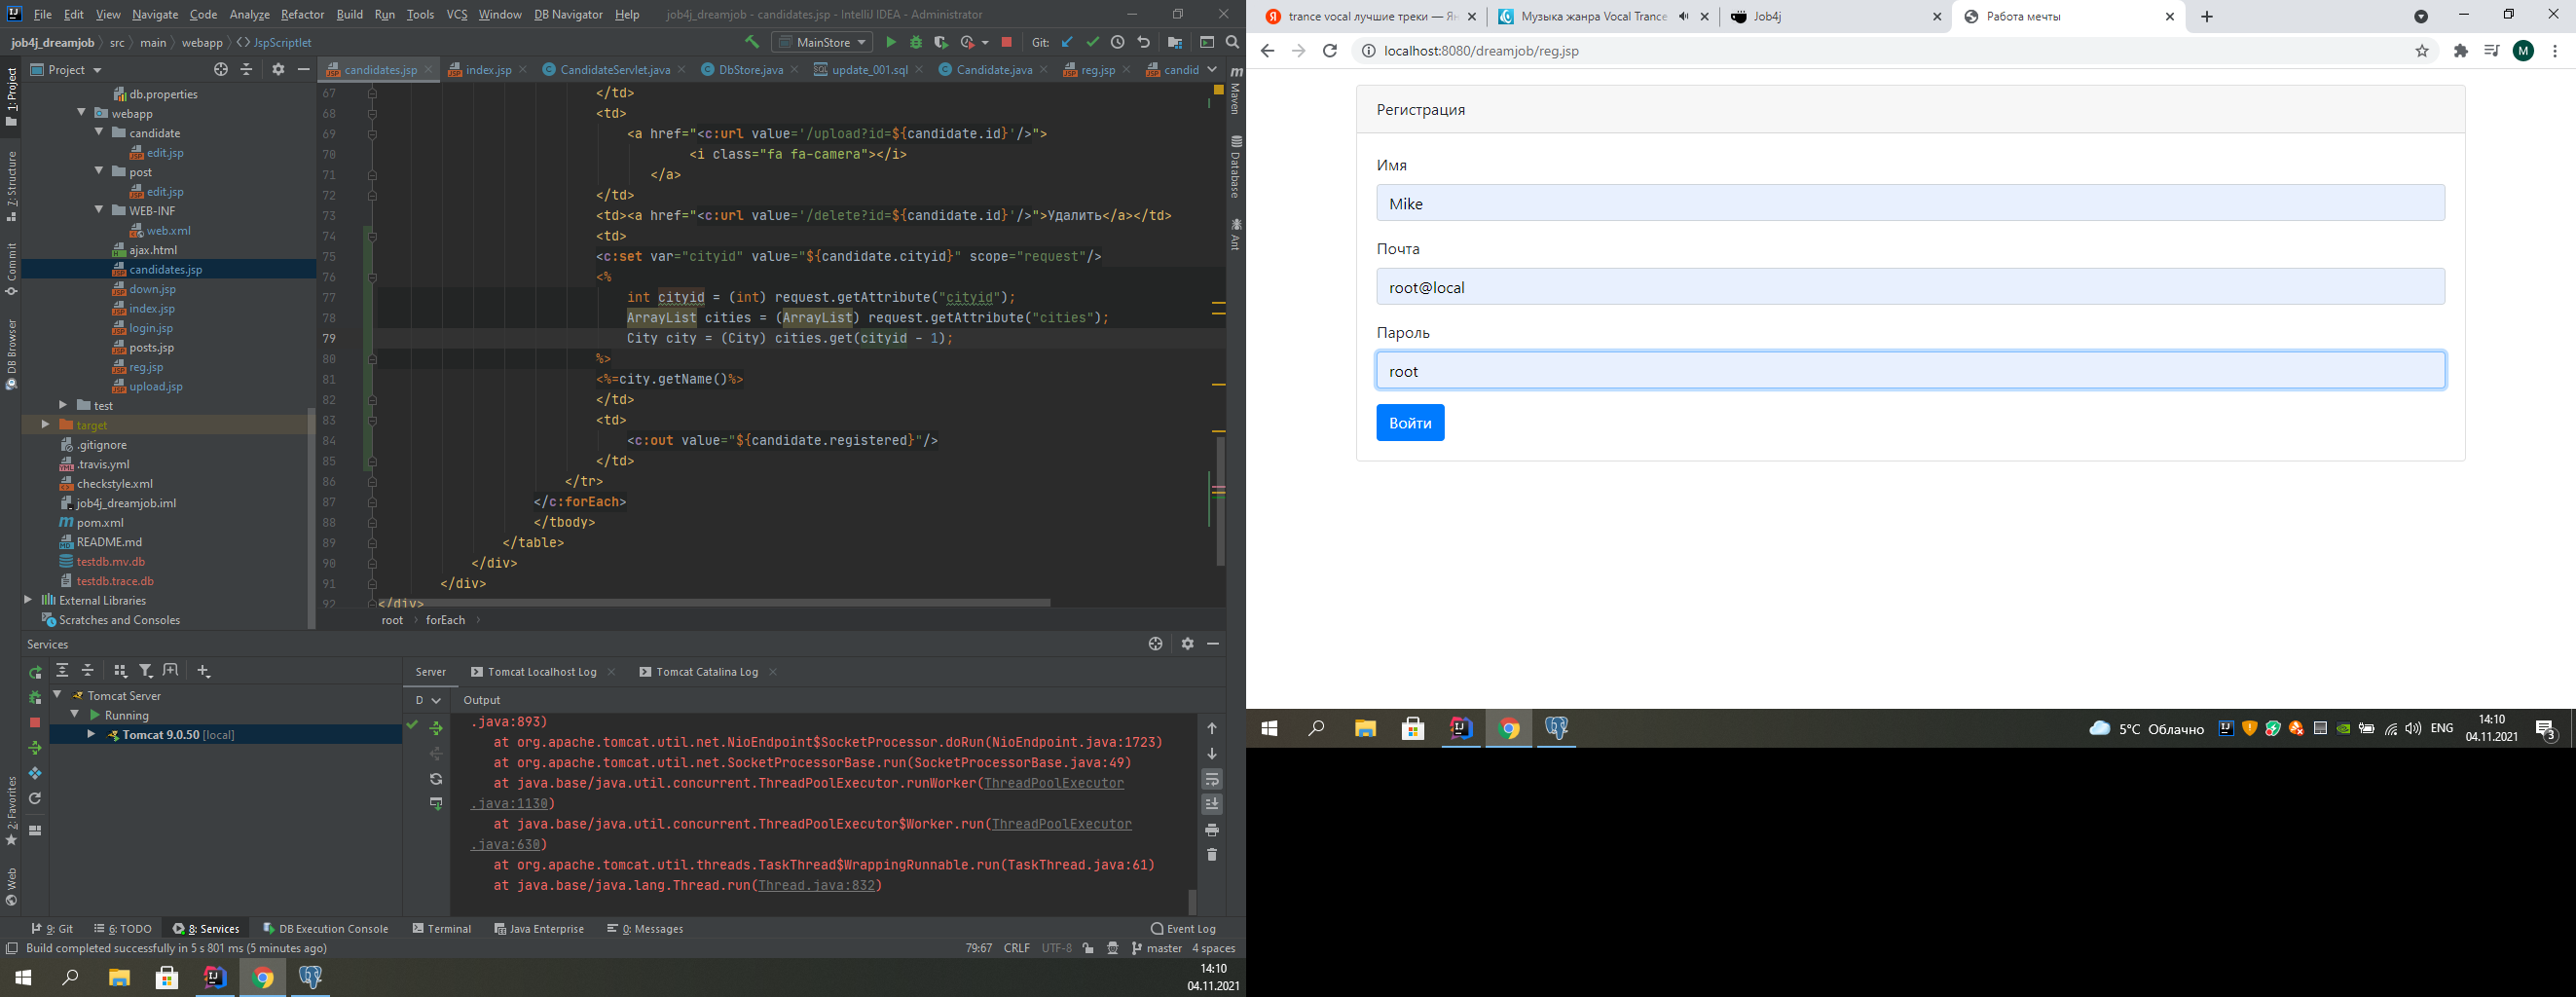 File Edit View Navigate Code Analyze Refactor Build Run Tools VCS Window DB Navigator Help job4j_dreamjob - candidates.jsp - IntelliJ IDEA - Administrator
job4j_dreamjob src main webapp JspScriptlet MainStore Git:
1: Project
7: Structure
Commit
DB Browser
2: Favorites
Web
Project
db.properties
webapp
candidate
edit.jsp
post
edit.jsp
WEB-INF
web.xml
ajax.html
candidates.jsp
down.jsp
index.jsp
login.jsp
posts.jsp
reg.jsp
upload.jsp
test
target
.gitignore
.travis.yml
checkstyle.xml
job4j_dreamjob.iml
pom.xml
README.md
testdb.mv.db
testdb.trace.db
External Libraries
Scratches and Consoles
candidates.jsp index.jsp CandidateServlet.java DbStore.java update_001.sql Candidate.java reg.jsp candid
67 </td>
68 <td>
69 <a href="<c:url value='/upload?id=${candidate.id}'/>">
70 <i class="fa fa-camera"></i>
71 </a>
72 </td>
73 <td><a href="<c:url value='/delete?id=${candidate.id}'/>">Удалить</a></td>
74 <td>
75 <c:set var="cityid" value="${candidate.cityid}" scope="request"/>
76 <%
77 int cityid = (int) request.getAttribute("cityid");
78 ArrayList cities = (ArrayList) request.getAttribute("cities");
79 City city = (City) cities.get(cityid - 1);
80 %>
81 <%=city.getName()%>
82 </td>
83 <td>
84 <c:out value="${candidate.registered}"/>
85 </td>
86 </tr>
87 </c:forEach>
88 </tbody>
89 </table>
90 </div>
91 </div>
92 </div>
root forEach
Maven
Database
Ant
Services
Tomcat Server
Running
Tomcat 9.0.50 [local]
Server Tomcat Localhost Log Tomcat Catalina Log
D Output
.java:893)
at org.apache.tomcat.util.net.NioEndpoint$SocketProcessor.doRun(NioEndpoint.java:1723)
at org.apache.tomcat.util.net.SocketProcessorBase.run(SocketProcessorBase.java:49)
at java.base/java.util.concurrent.ThreadPoolExecutor.runWorker(ThreadPoolExecutor
.java:1130)
at java.base/java.util.concurrent.ThreadPoolExecutor$Worker.run(ThreadPoolExecutor
.java:630)
at org.apache.tomcat.util.threads.TaskThread$WrappingRunnable.run(TaskThread.java:61)
at java.base/java.lang.Thread.run(Thread.java:832)
9: Git 6: TODO 8: Services DB Execution Console Terminal Java Enterprise 0: Messages Event Log
Build completed successfully in 5 s 801 ms (5 minutes ago) 79:67 CRLF UTF-8 master 4 spaces
14:10
04.11.2021
trance vocal лучшие треки — Ян Музыка жанра Vocal Trance Job4j Работа мечты
localhost:8080/dreamjob/reg.jsp M
Регистрация
Имя
Mike
Почта
root@local
Пароль
root
Войти
5°C Облачно ENG 14:10
04.11.2021 3